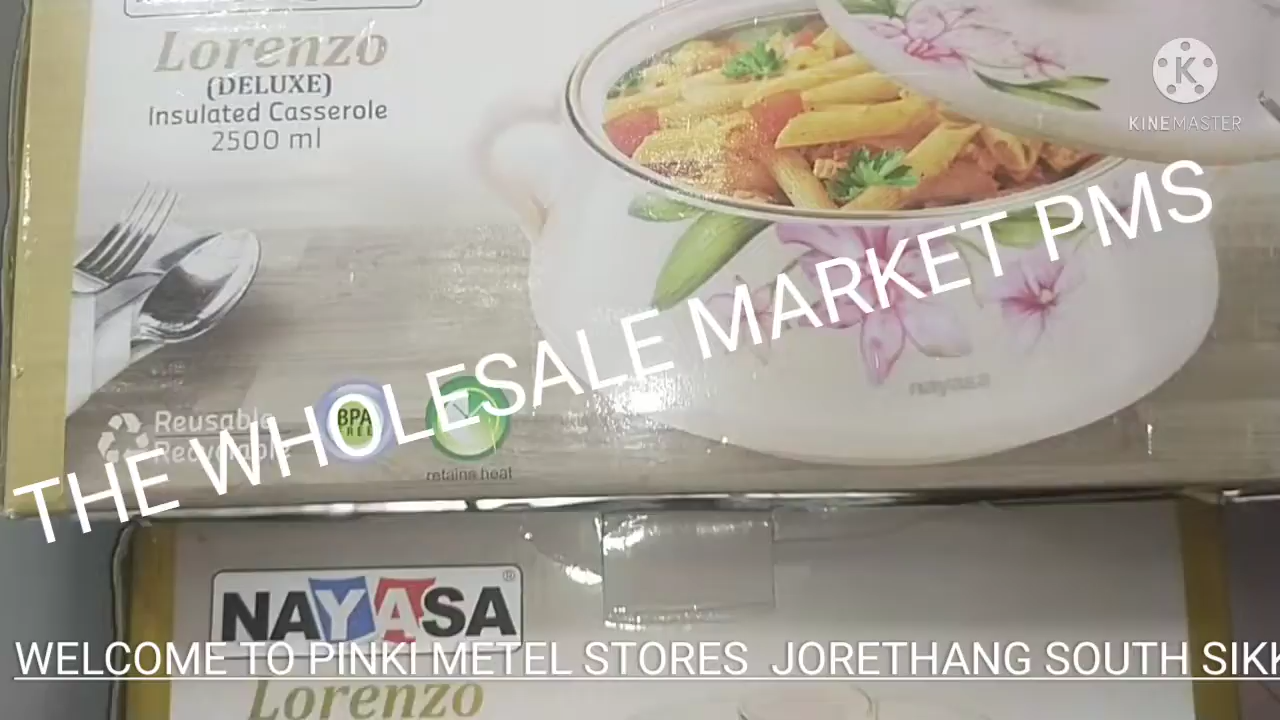 Lorenzo
(DELUXE)
Insulated Casserole
2500 ml
KINEMASTER
THE WHOLESALE MARKET PMS
nayasa
Reusable
Recyclable
BPA
FREE
retains heat
NAYASA®
WELCOME TO PINKI METEL STORES JORETHANG SOUTH SIKK
Lorenzo